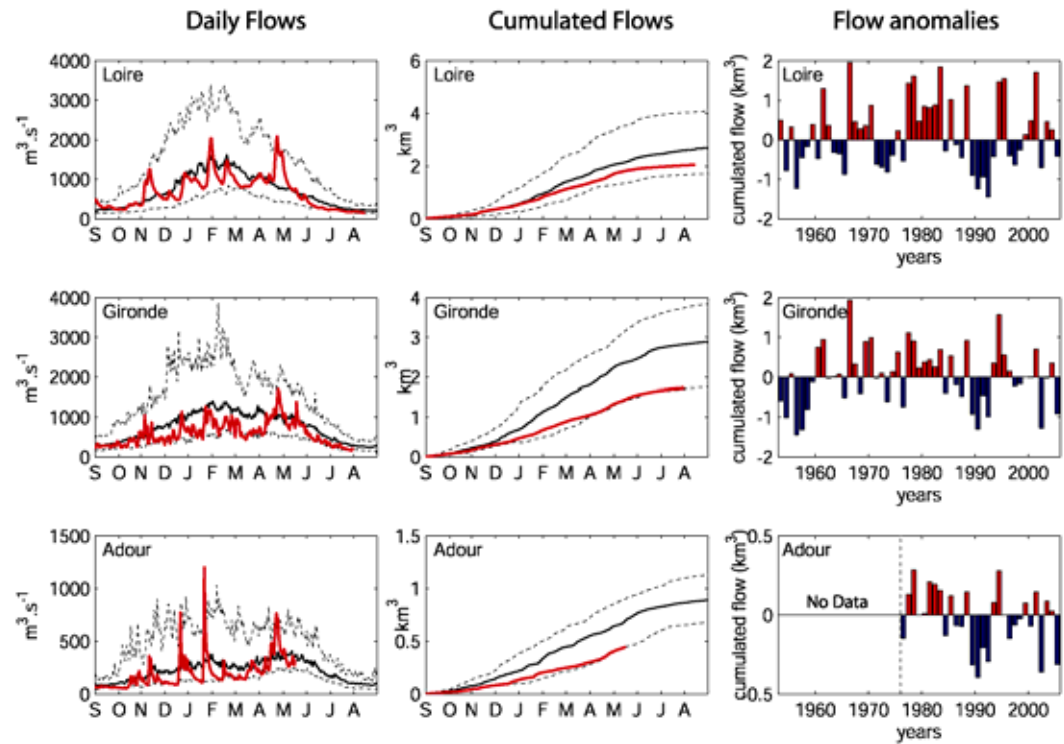 Daily Flows
Cumulated Flows
Flow anomalies
Loire
4000
3000
2000
1000
0
m³.s⁻¹
S O N D J F M A M J J A
Loire
6
4
2
0
km³
S O N D J F M A M J J A
Loire
2
1
0
-1
-2
cumulated flow (km³)
1960 1970 1980 1990 2000
years
Gironde
4000
3000
2000
1000
0
m³.s⁻¹
S O N D J F M A M J J A
Gironde
4
3
2
1
0
km³
S O N D J F M A M J J A
Gironde
2
1
0
-1
-2
cumulated flow (km³)
1960 1970 1980 1990 2000
years
Adour
1500
1000
500
0
m³.s⁻¹
S O N D J F M A M J J A
Adour
1.5
1
0.5
0
km³
S O N D J F M A M J J A
Adour
0.5
0
-0.5
No Data
cumulated flow (km³)
1960 1970 1980 1990 2000
years